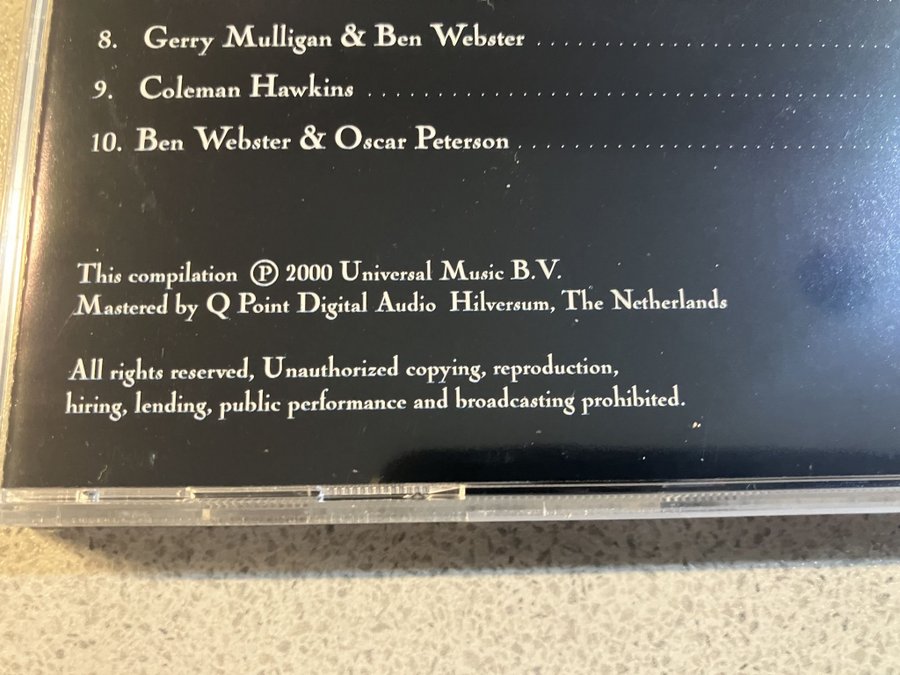 8. Gerry Mulligan & Ben Webster ........................
9. Coleman Hawkins ........................................
10. Ben Webster & Oscar Peterson ............................
This compilation ℗ 2000 Universal Music B.V.
Mastered by Q Point Digital Audio Hilversum, The Netherlands
All rights reserved, Unauthorized copying, reproduction,
hiring, lending, public performance and broadcasting prohibited.